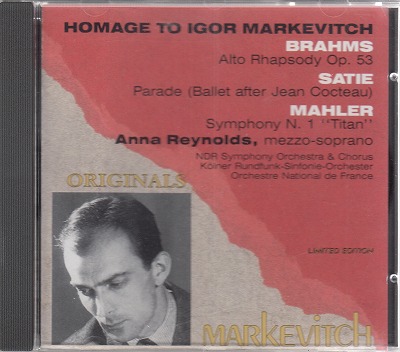 HOMAGE TO IGOR MARKEVITCH
BRAHMS
Alto Rhapsody Op. 53
SATIE
Parade (Ballet after Jean Cocteau)
MAHLER
Symphony N. 1 "Titan"
Anna Reynolds, mezzo-soprano
NDR Symphony Orchestra & Chorus
Kölner Rundfunk-Sinfonie-Orchester
Orchestre National de France
ORIGINALS
LIMITED EDITION
MARKEVITCH